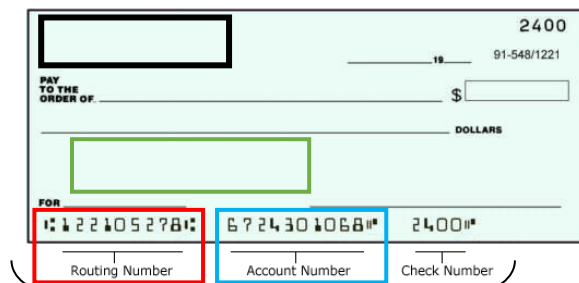 2400
19 91-548/1221
PAY
TO THE
ORDER OF $
DOLLARS
FOR
⑆122105278⑆ 6724301068⑈ 2400⑈
Routing Number Account Number Check Number